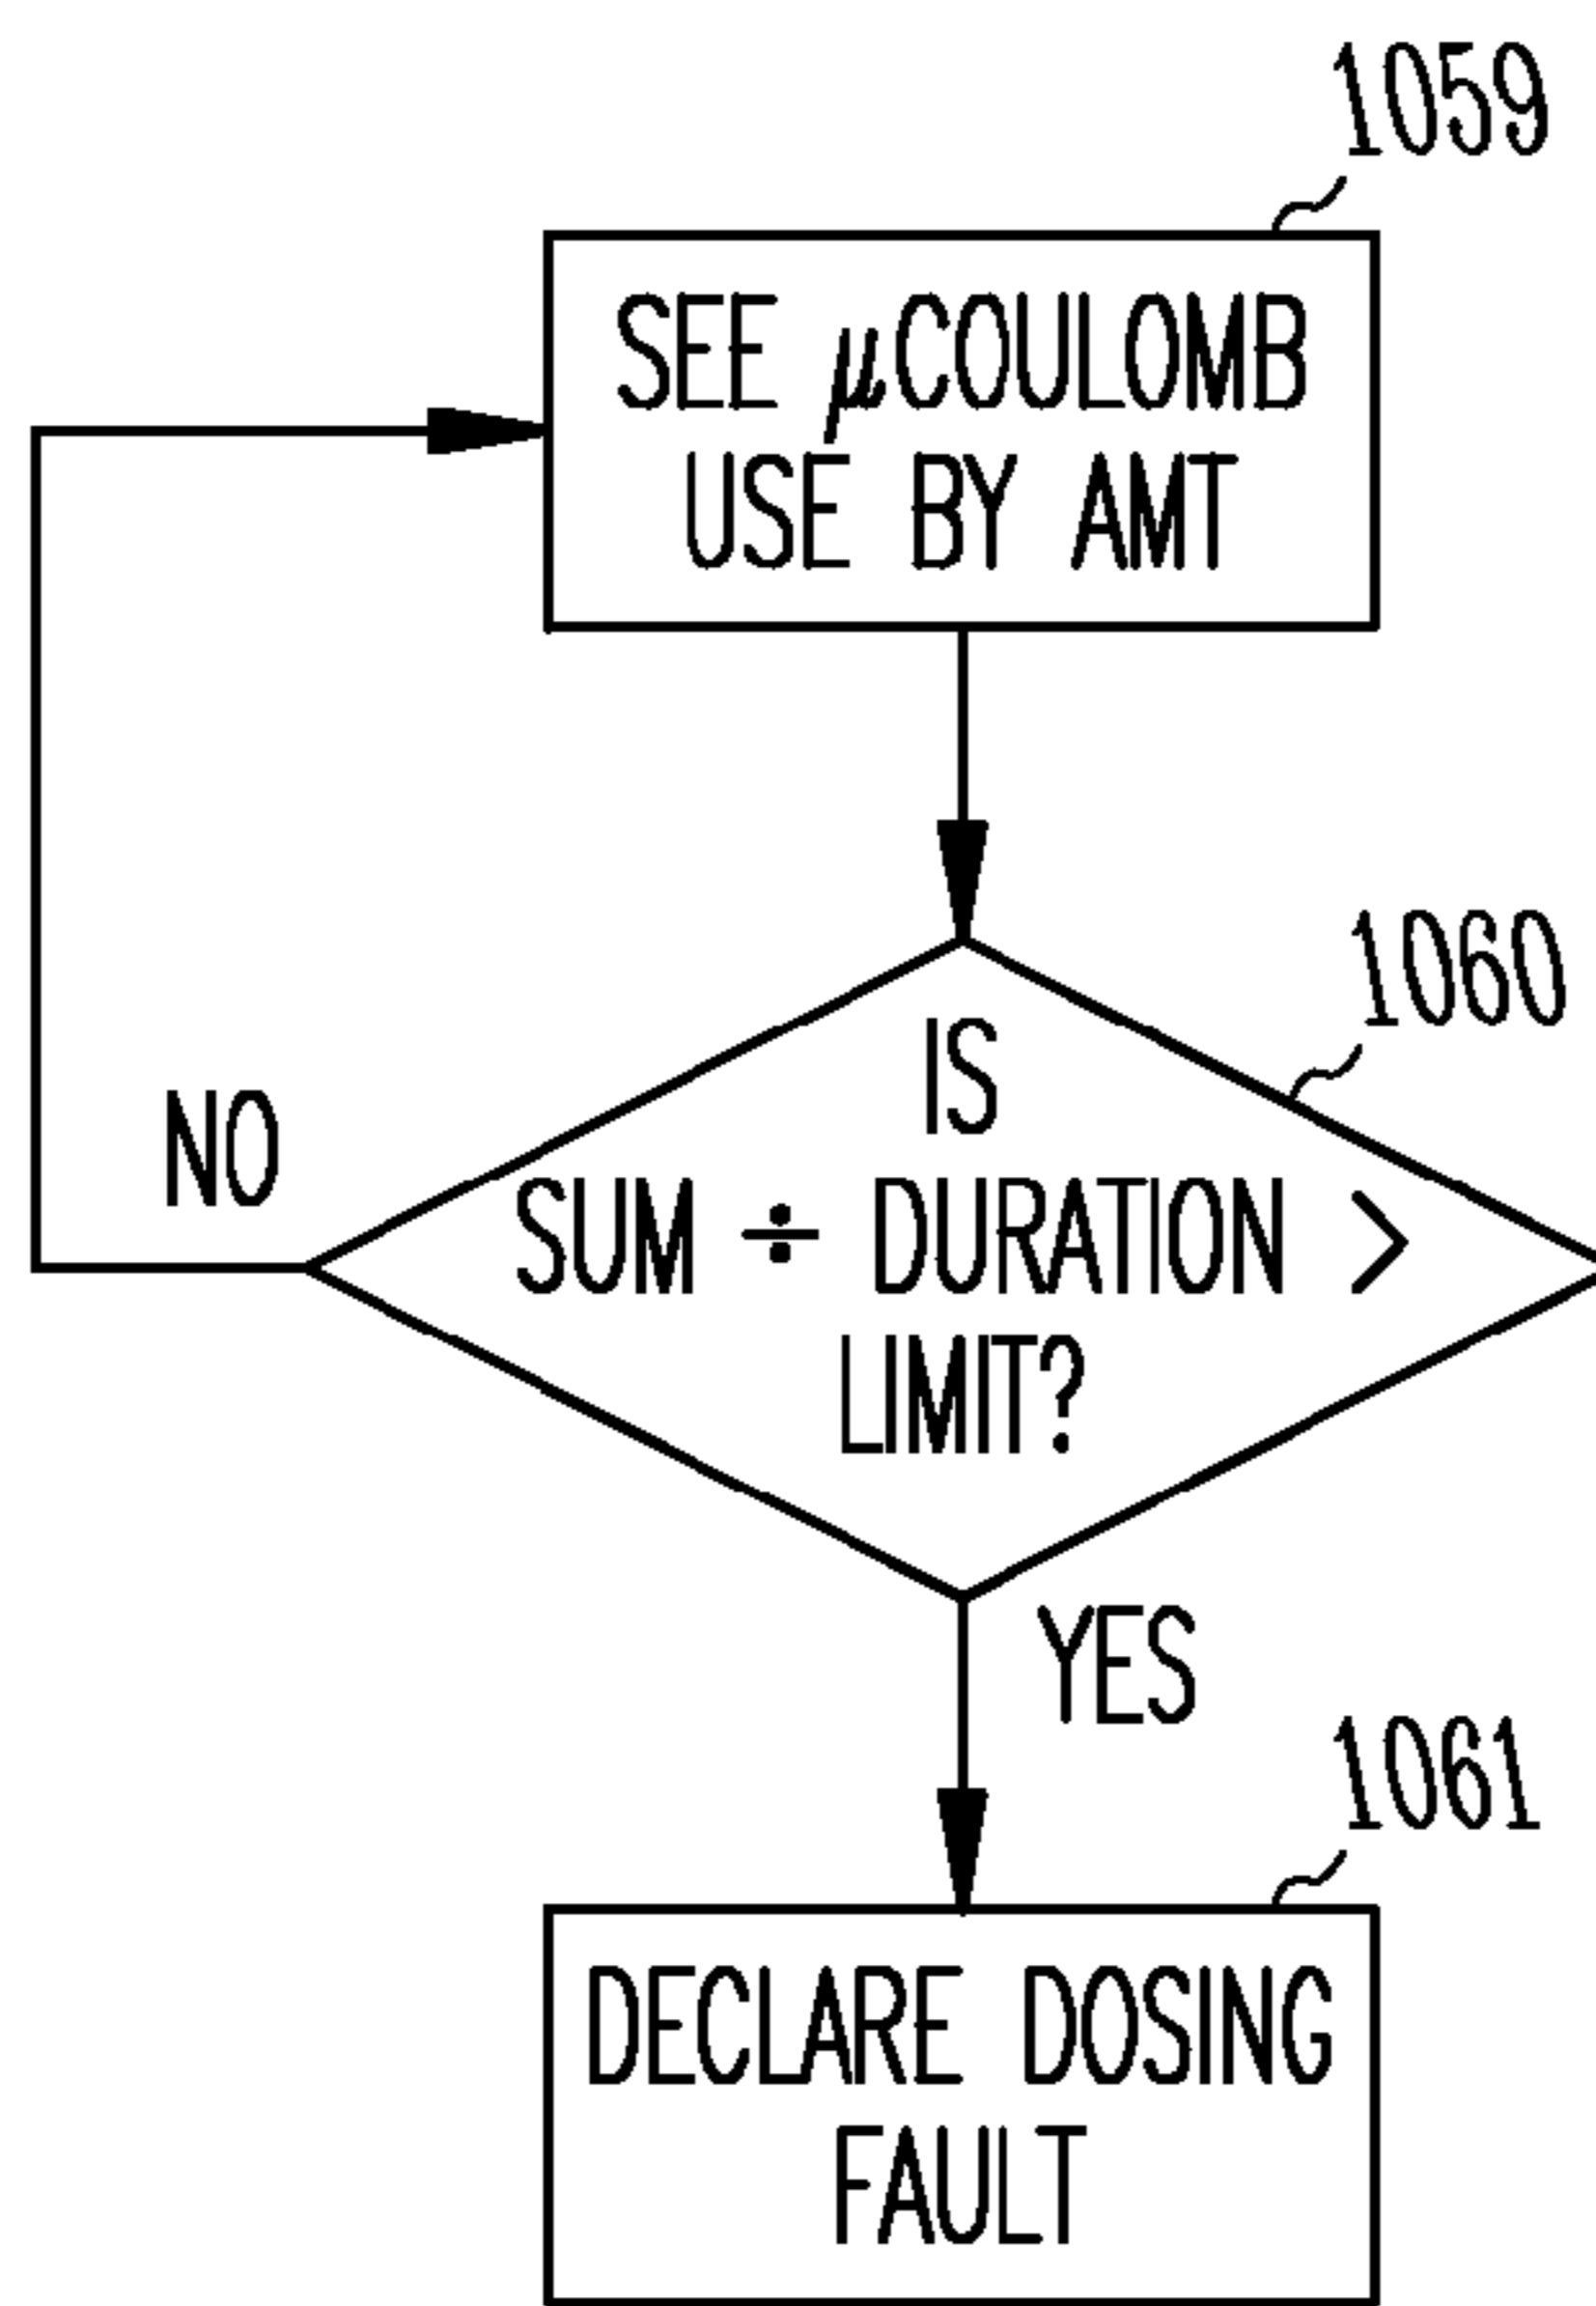 1059
SEE µCOULOMB
USE BY AMT
1060
IS
NO
SUM ÷ DURATION >
LIMIT?
YES
1061
DECLARE DOSING
FAULT